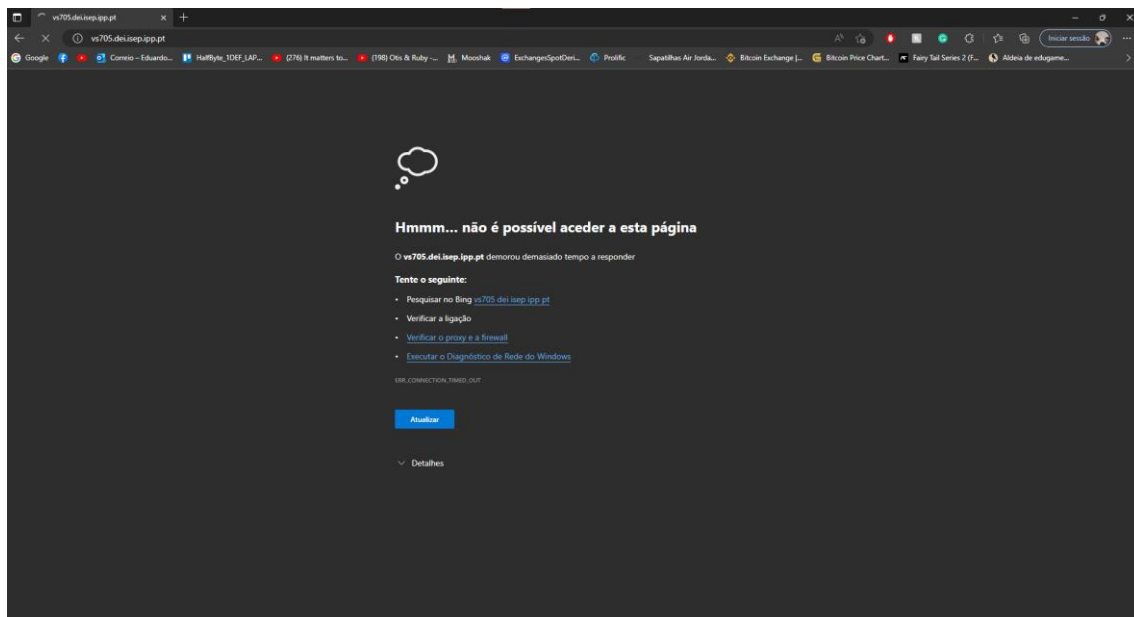 vs705.dei.isep.ipp.pt
vs705.dei.isep.ipp.pt
Iniciar sessão
Google
Correio – Eduardo...
HalfByte_1DEF_LAP...
(276) It matters to...
(198) Otis & Ruby -...
Mooshak
ExchangesSpotDeri...
Prolific
Sapatilhas Air Jorda...
Bitcoin Exchange |...
Bitcoin Price Chart...
Fairy Tail Series 2 (F...
Aldeia de edugame...
Hmmm... não é possível aceder a esta página
O vs705.dei.isep.ipp.pt demorou demasiado tempo a responder
Tente o seguinte:
• Pesquisar no Bing vs705 dei isep ipp pt
• Verificar a ligação
• Verificar o proxy e a firewall
• Executar o Diagnóstico de Rede do Windows
ERR_CONNECTION_TIMED_OUT
Atualizar
Detalhes